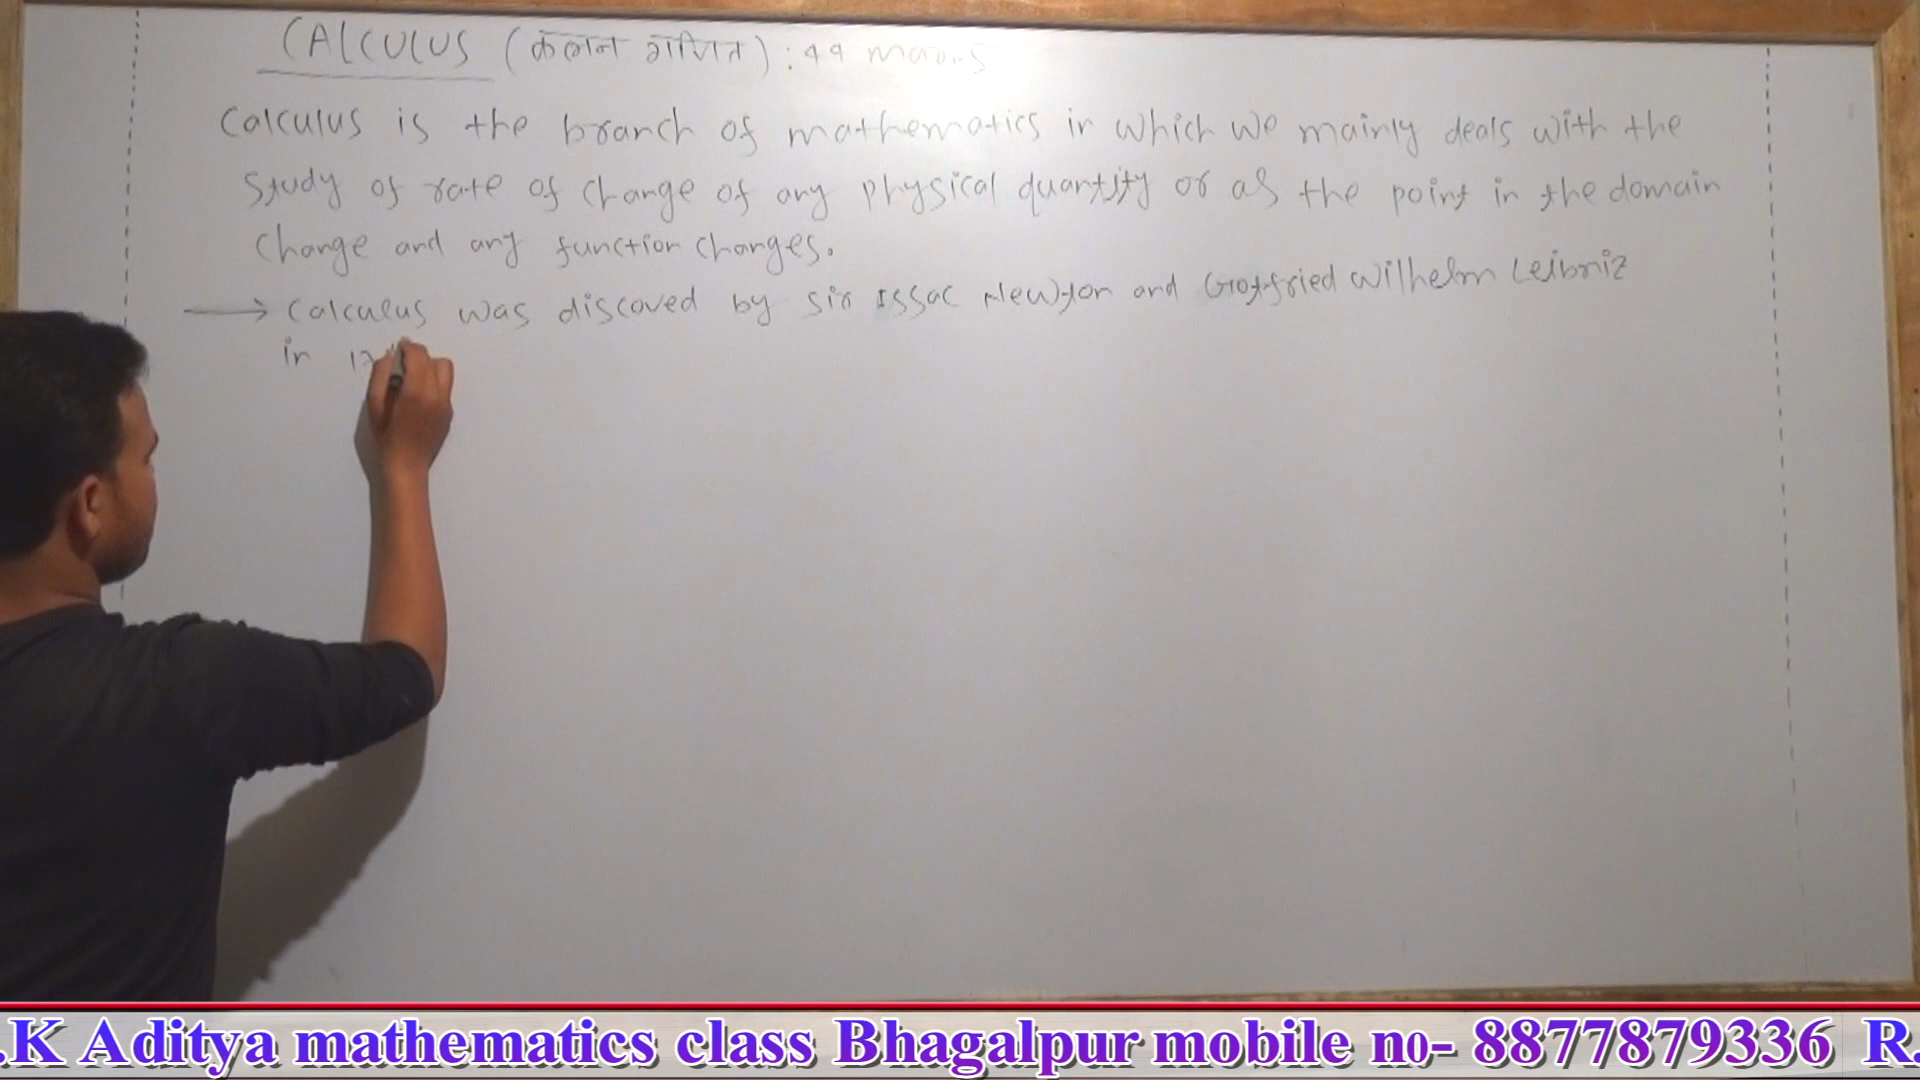 CALCULUS (कलन गणित) : 44 marks
Calculus is the branch of mathematics in which we mainly deals with the
study of rate of change of any physical quantity or as the point in the domain
change and any function changes.
→ Calculus was discoved by sir Issac Newton and Gotfried Wilhelm Leibniz
in 17
.K Aditya mathematics class Bhagalpur mobile no- 8877879336 R.